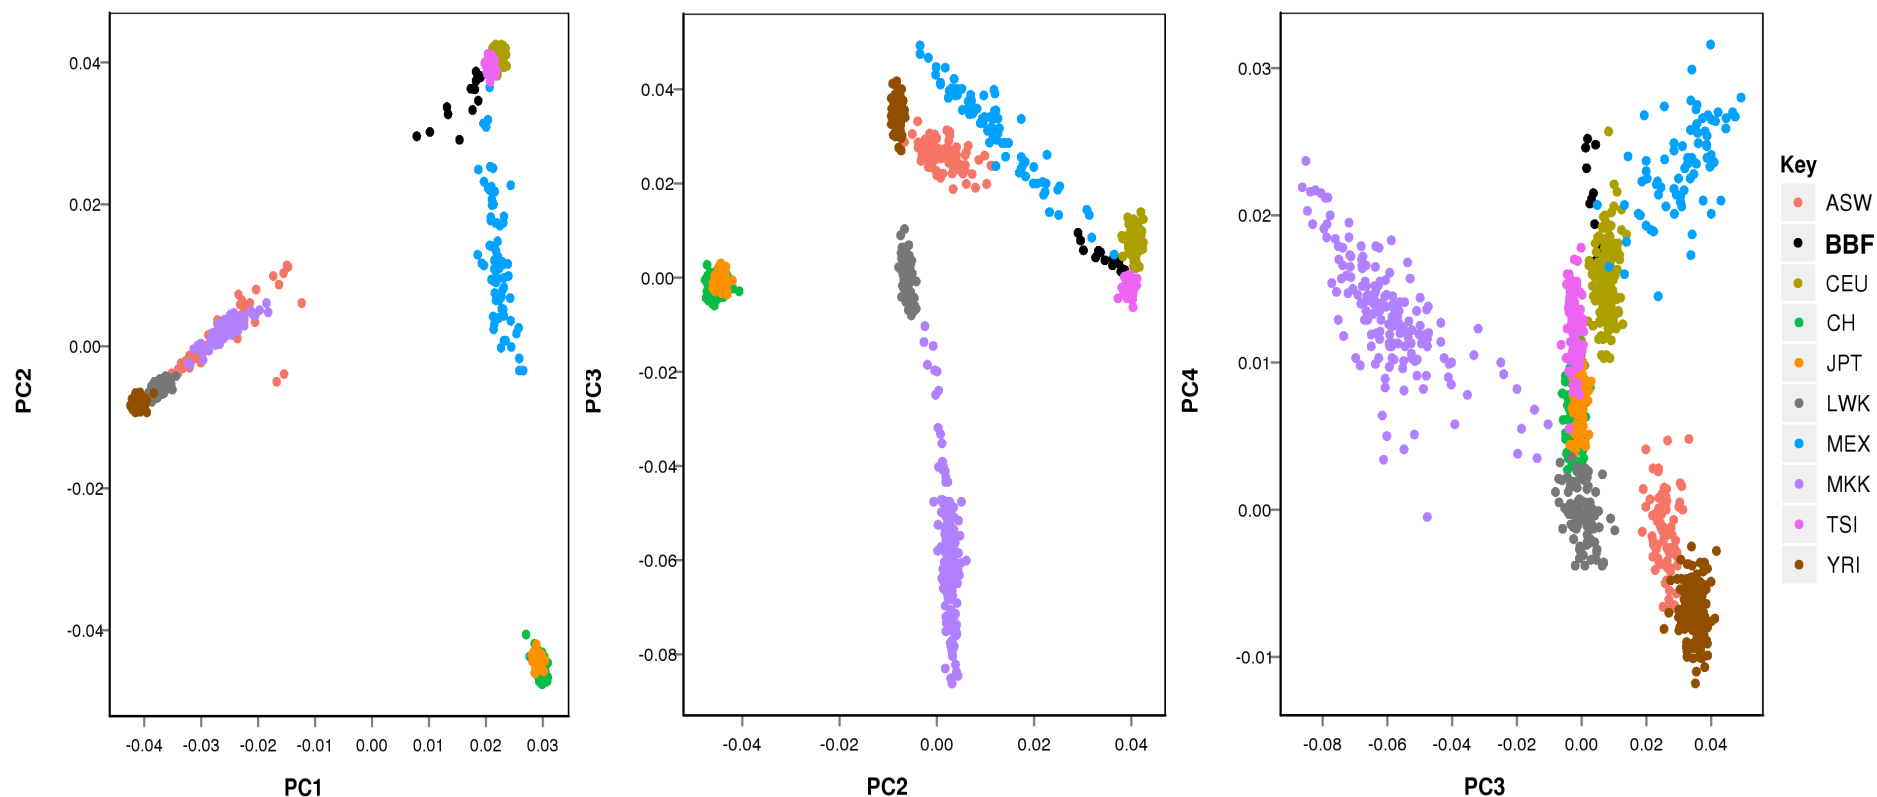 0.04
0.02
0.00
-0.02
-0.04
PC2
-0.04 -0.03 -0.02 -0.01 0.00 0.01 0.02 0.03
PC1
0.04
0.02
0.00
-0.02
-0.04
-0.06
-0.08
PC3
-0.04 -0.02 0.00 0.02 0.04
PC2
0.03
0.02
0.01
0.00
-0.01
PC4
-0.08 -0.06 -0.04 -0.02 0.00 0.02 0.04
PC3
Key
ASW
BBF
CEU
CH
JPT
LWK
MEX
MKK
TSI
YRI